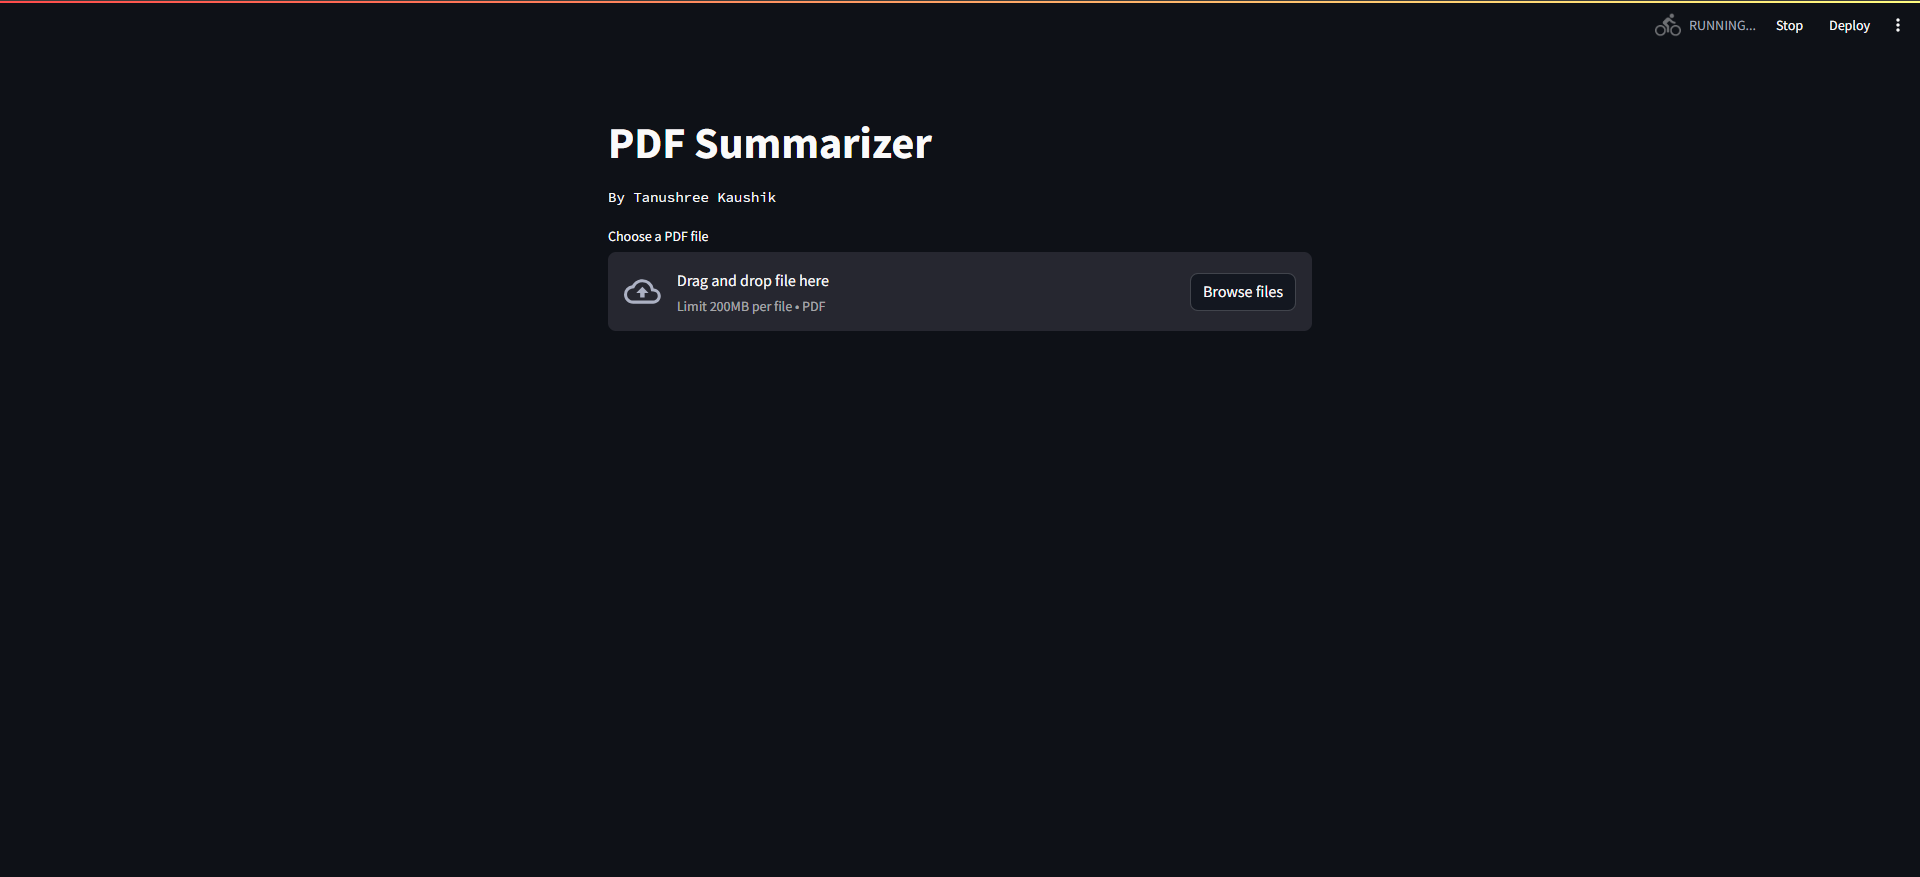 RUNNING... Stop Deploy
PDF Summarizer
By Tanushree Kaushik
Choose a PDF file
Drag and drop file here
Limit 200MB per file • PDF
Browse files